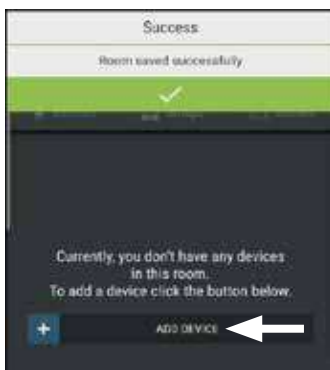 Success
Room saved successfully
Currently, you don't have any devices
in this room.
To add a device click the button below.
+ ADD DEVICE